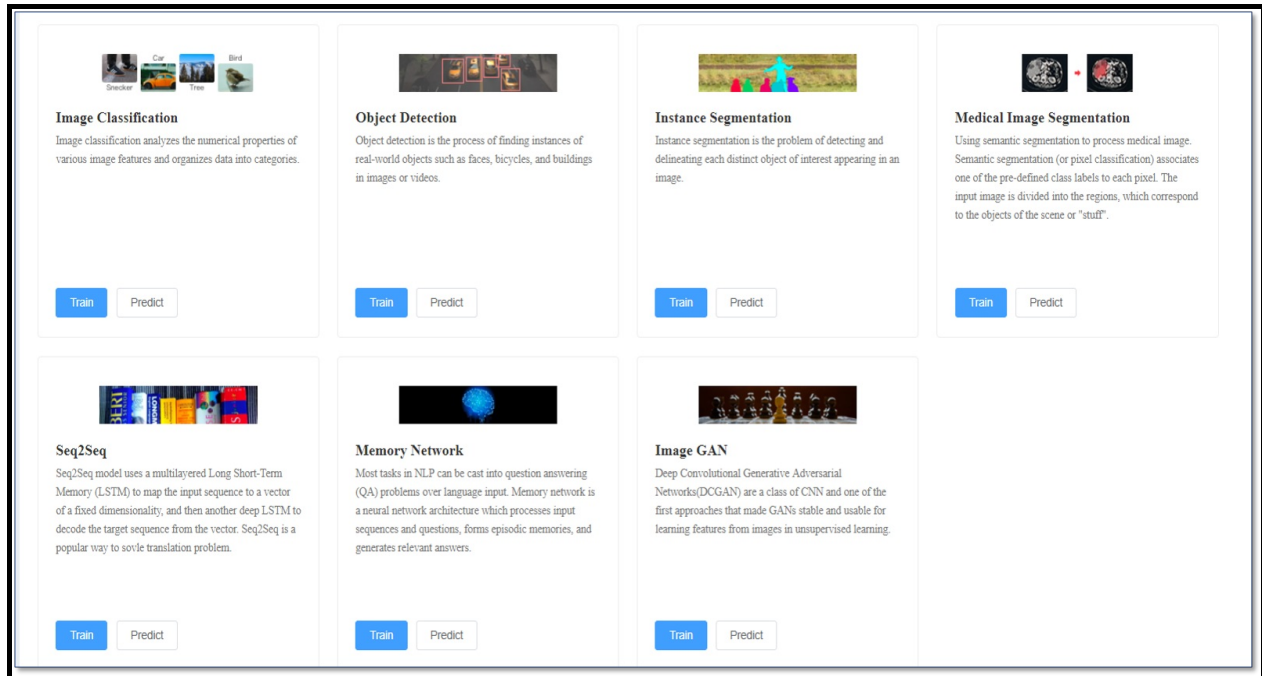 Car
Bird
Snecker
Tree
Image Classification
Image classification analyzes the numerical properties of
various image features and organizes data into categories.
Train
Predict
Object Detection
Object detection is the process of finding instances of
real-world objects such as faces, bicycles, and buildings
in images or videos.
Train
Predict
Instance Segmentation
Instance segmentation is the problem of detecting and
delineating each distinct object of interest appearing in an
image.
Train
Predict
Medical Image Segmentation
Using semantic segmentation to process medical image.
Semantic segmentation (or pixel classification) associates
one of the pre-defined class labels to each pixel. The
input image is divided into the regions, which correspond
to the objects of the scene or "stuff".
Train
Predict
Seq2Seq
Seq2Seq model uses a multilayered Long Short-Term
Memory (LSTM) to map the input sequence to a vector
of a fixed dimensionality, and then another deep LSTM to
decode the target sequence from the vector. Seq2Seq is a
popular way to sovle translation problem.
Train
Predict
Memory Network
Most tasks in NLP can be cast into question answering
(QA) problems over language input. Memory network is
a neural network architecture which processes input
sequences and questions, forms episodic memories, and
generates relevant answers.
Train
Predict
Image GAN
Deep Convolutional Generative Adversarial
Networks(DCGAN) are a class of CNN and one of the
first approaches that made GANs stable and usable for
learning features from images in unsupervised learning.
Train
Predict